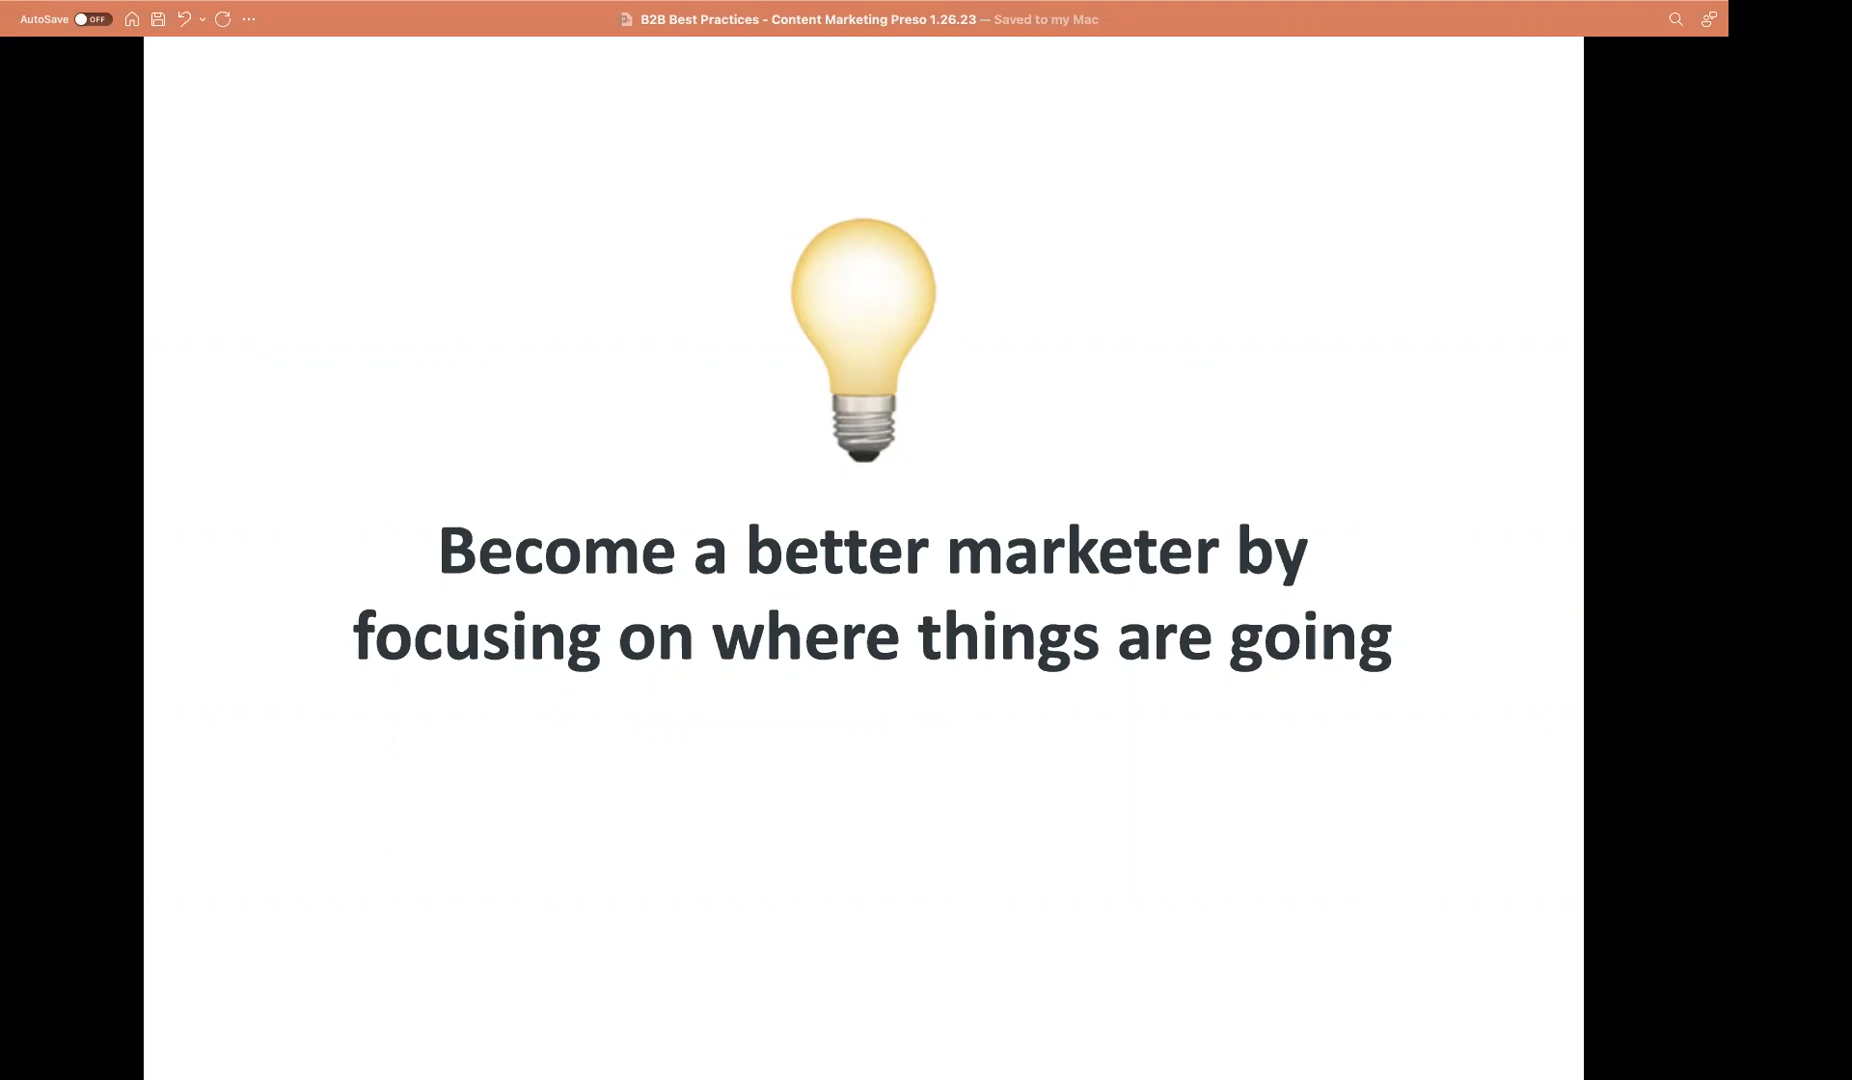 AutoSave OFF
B2B Best Practices - Content Marketing Preso 1.26.23 — Saved to my Mac
Become a better marketer by
focusing on where things are going